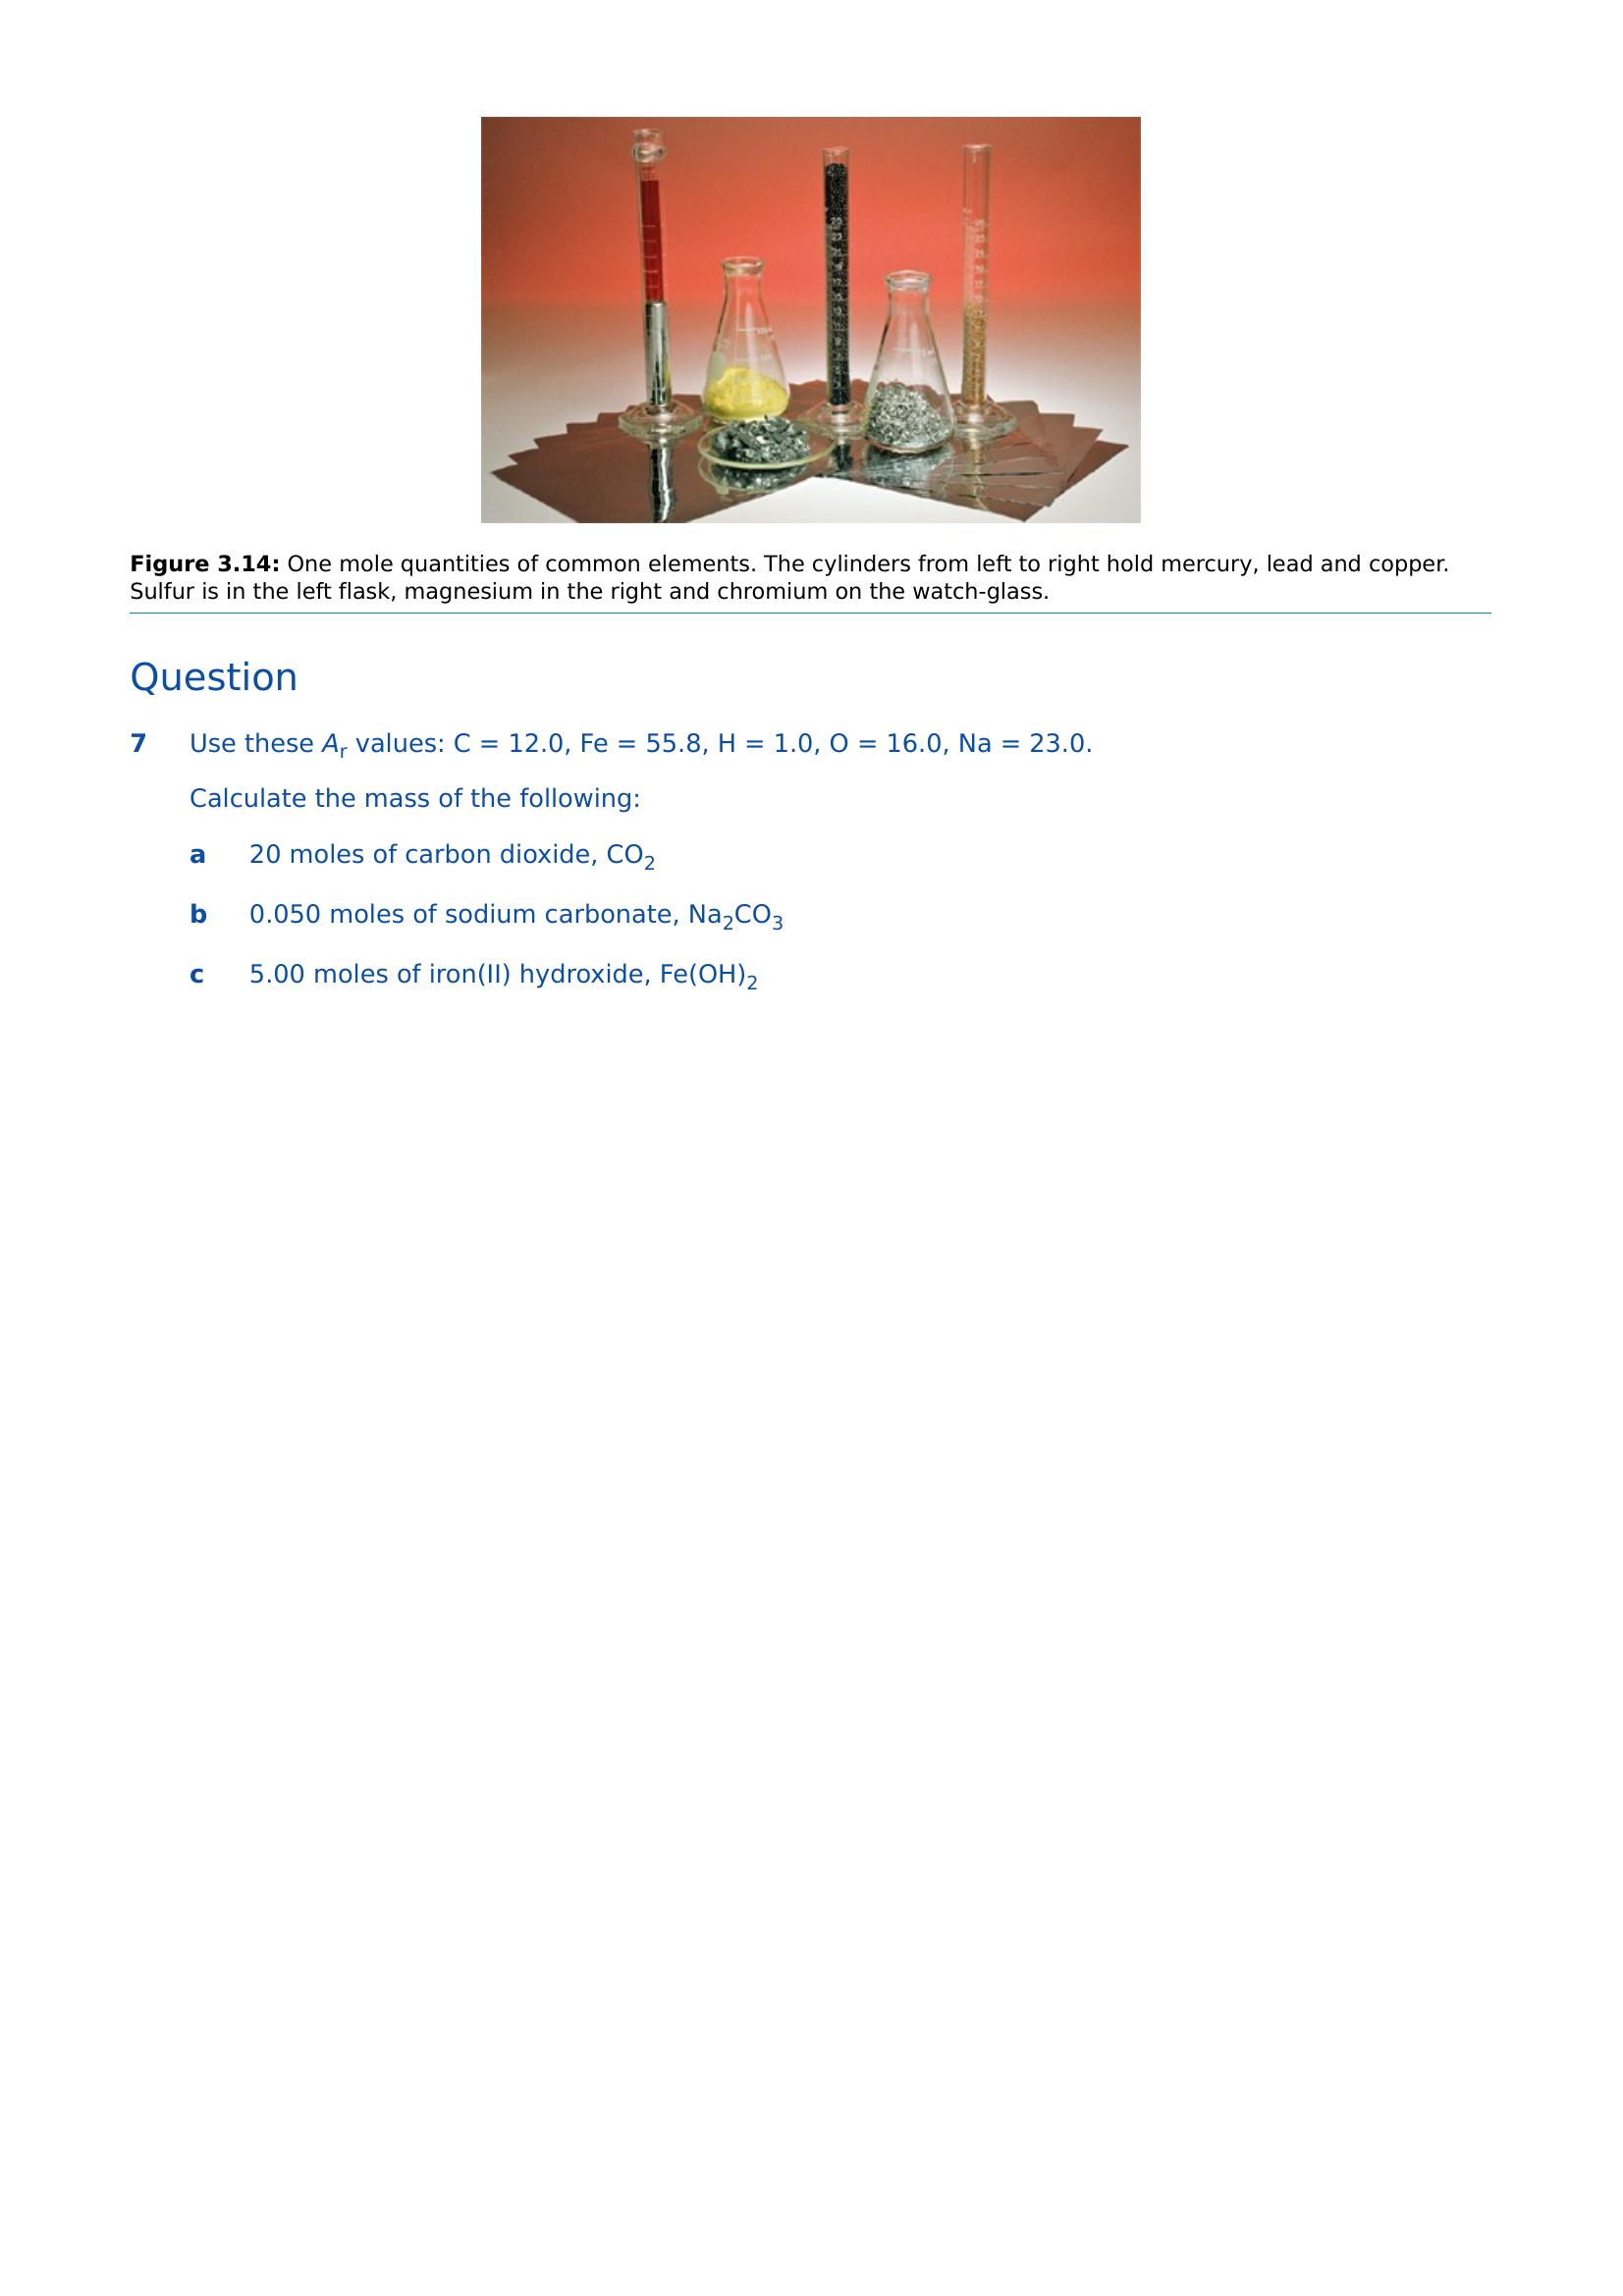 Figure 3.14: One mole quantities of common elements. The cylinders from left to right hold mercury, lead and copper.
Sulfur is in the left flask, magnesium in the right and chromium on the watch-glass.
Question
7 Use these Ar values: C = 12.0, Fe = 55.8, H = 1.0, O = 16.0, Na = 23.0.
Calculate the mass of the following:
a 20 moles of carbon dioxide, CO2
b 0.050 moles of sodium carbonate, Na2CO3
c 5.00 moles of iron(II) hydroxide, Fe(OH)2